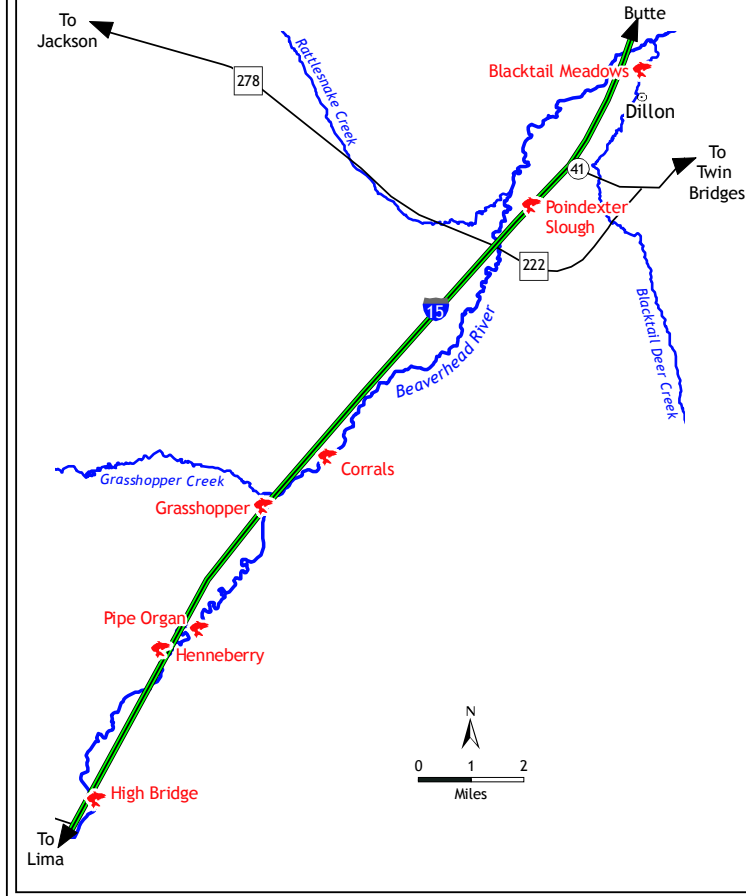 Butte
To
Jackson
Rattlesnake Creek
Blacktail Meadows
278
Dillon
To
Twin
Bridges
41
Poindexter
Slough
222
15
Beaverhead River
Blacktail Deer Creek
Corrals
Grasshopper Creek
Grasshopper
Pipe Organ
Henneberry
N
0 1 2
Miles
High Bridge
To
Lima